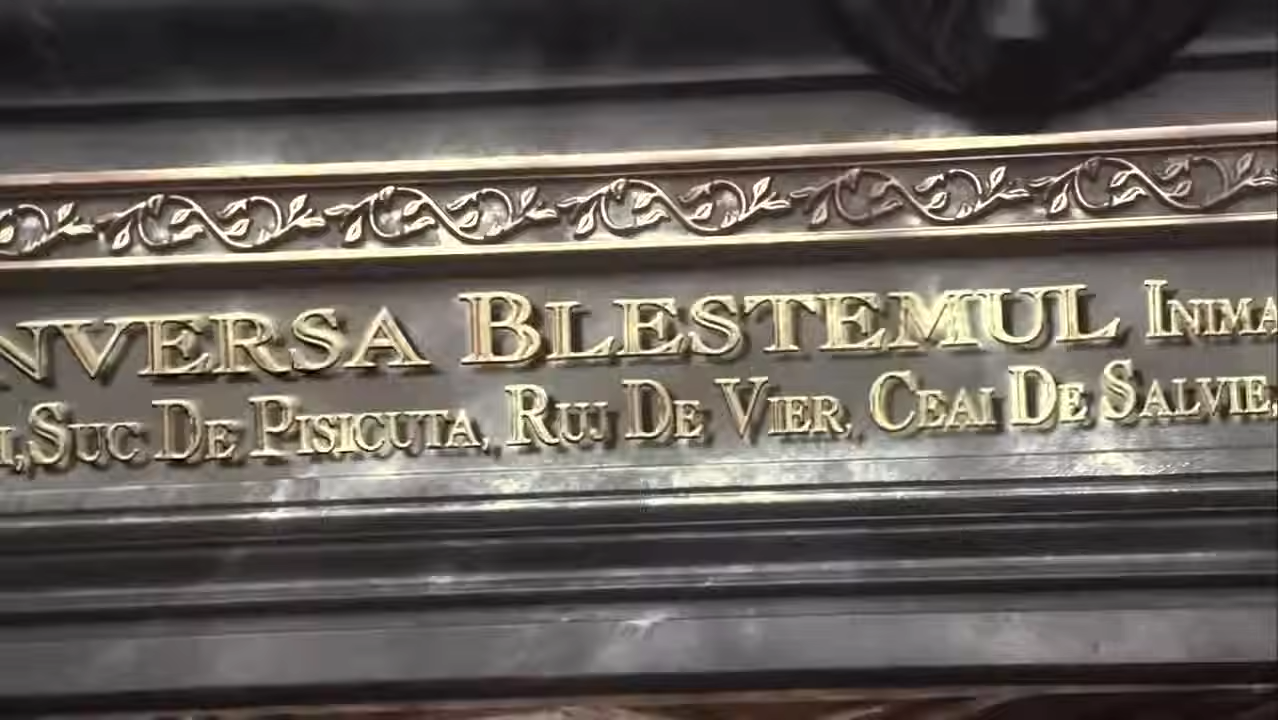 NVERSA BLESTEMUL INIMA
I, SUC DE PISICUTA, RUJ DE VIER, CEAI DE SALVIE,